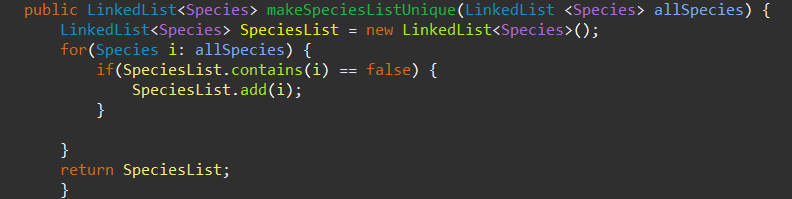 public LinkedList<Species> makeSpeciesListUnique(LinkedList <Species> allSpecies) {
LinkedList<Species> SpeciesList = new LinkedList<Species>();
for(Species i: allSpecies) {
if(SpeciesList.contains(i) == false) {
SpeciesList.add(i);
}
}
return SpeciesList;
}